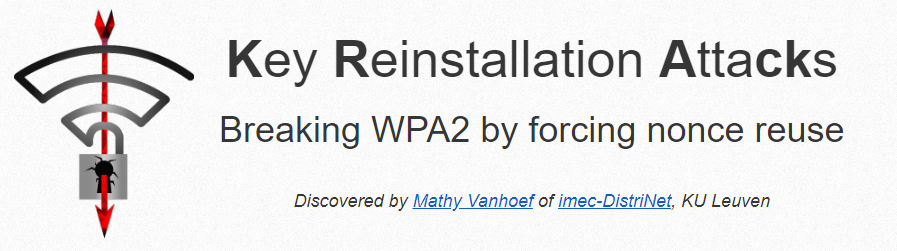 Key Reinstallation Attacks
Breaking WPA2 by forcing nonce reuse
Discovered by Mathy Vanhoef of imec-DistriNet, KU Leuven